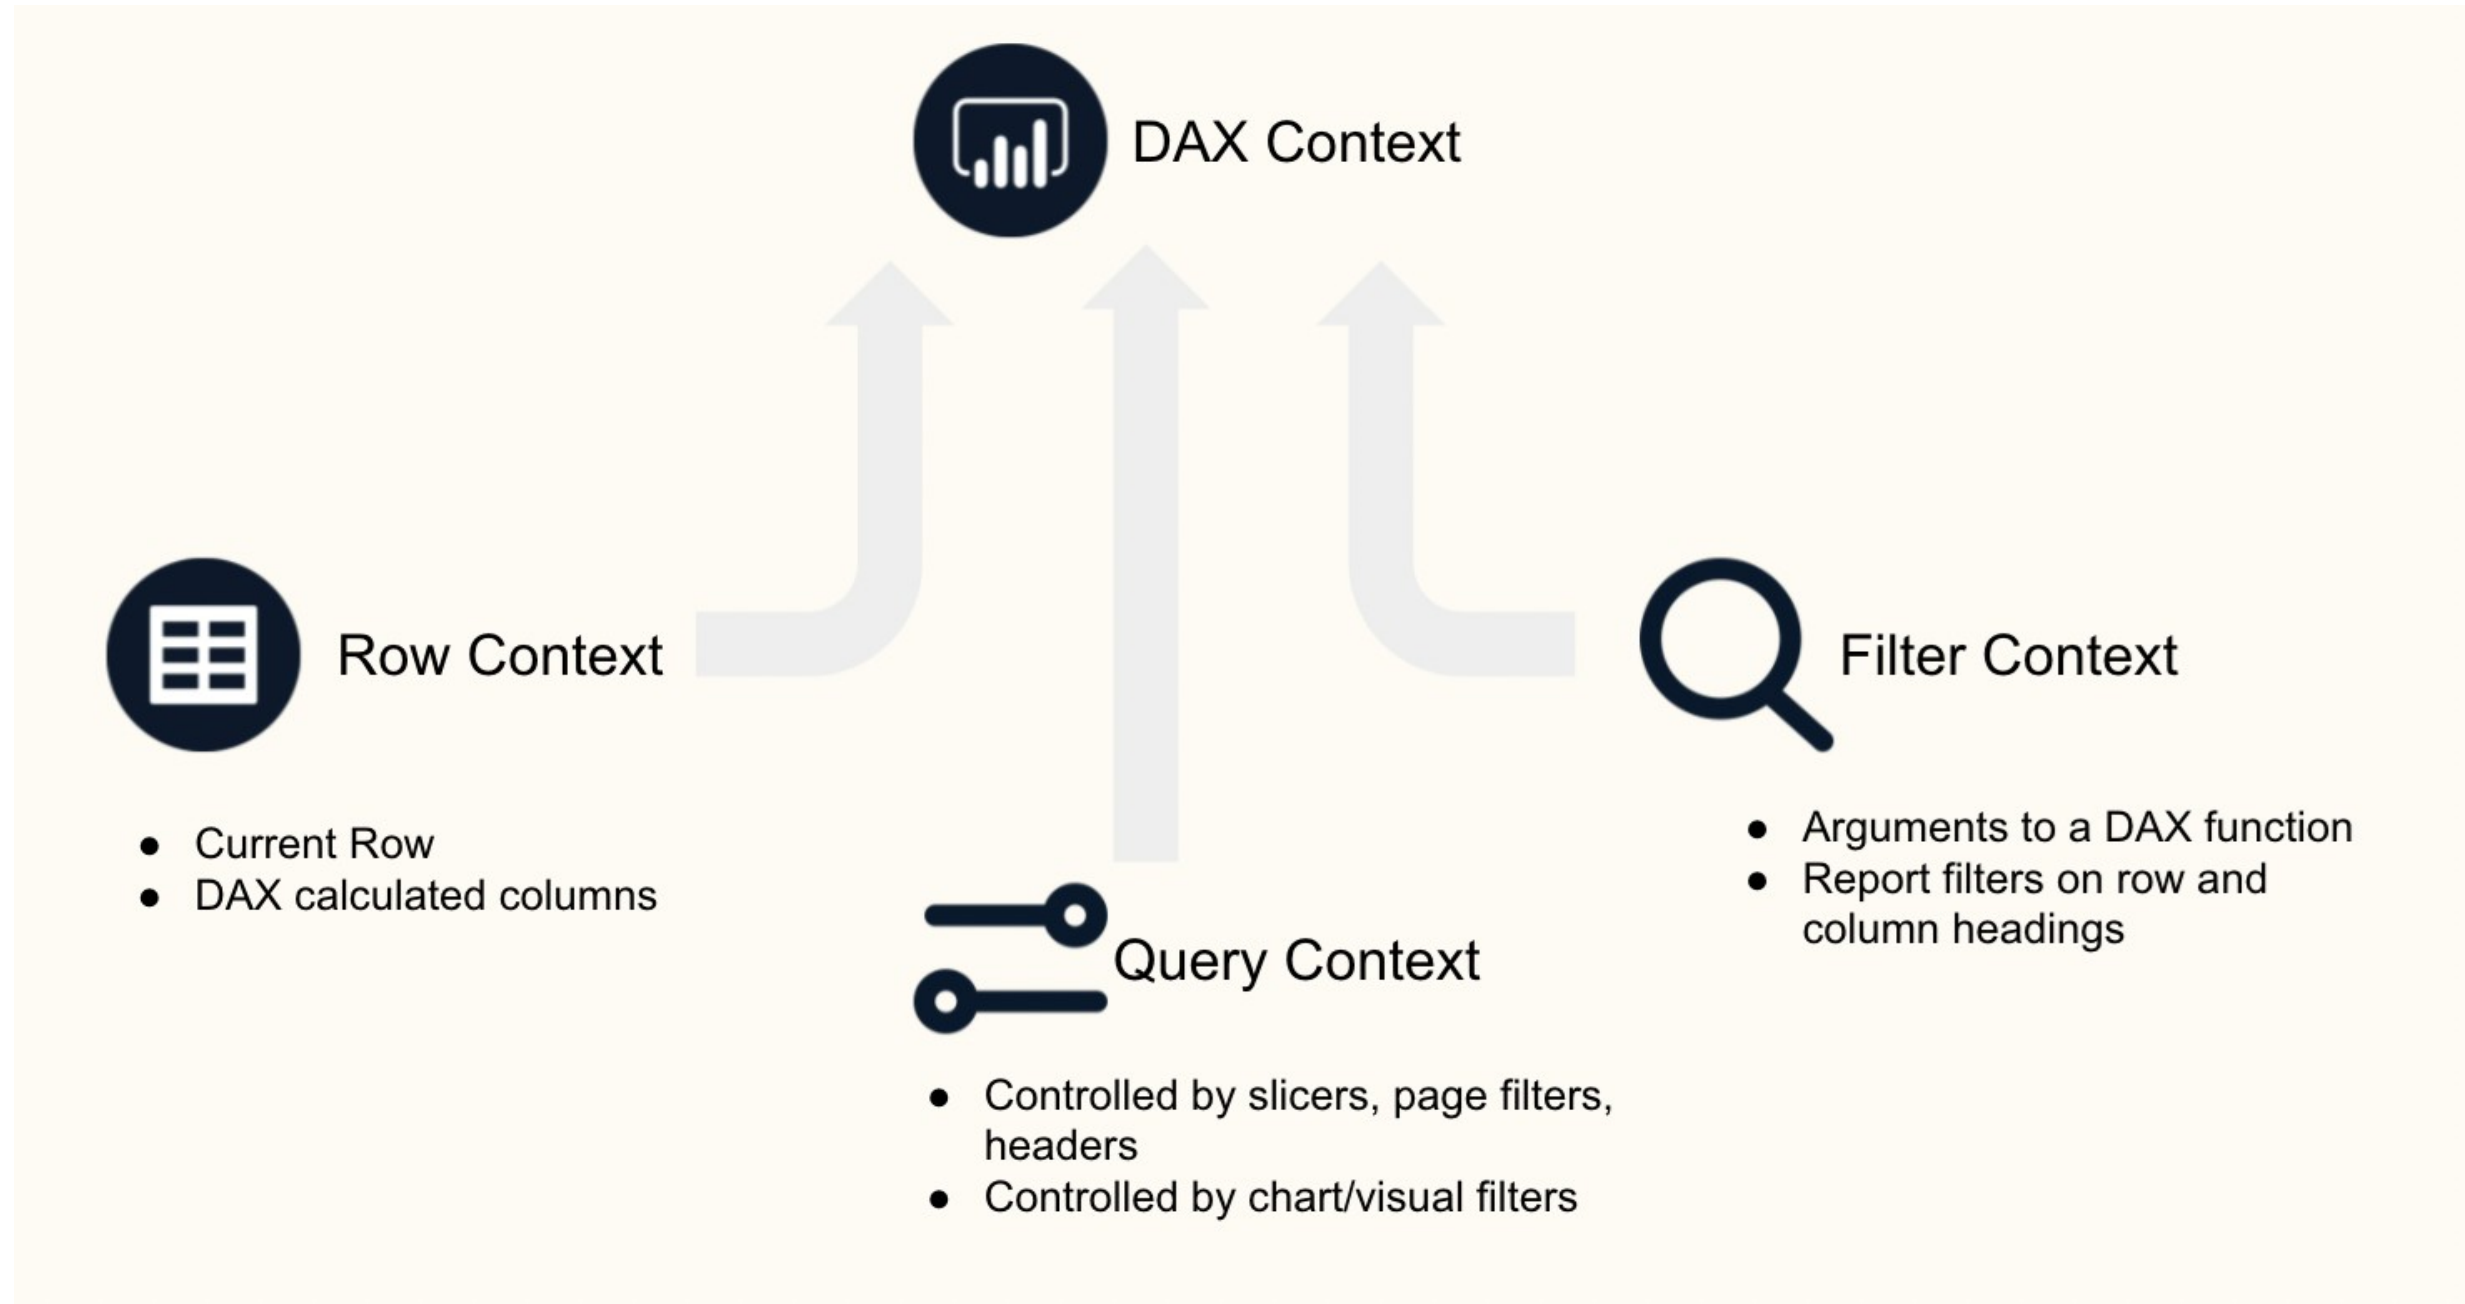 DAX Context
Row Context
● Current Row
● DAX calculated columns
Query Context
● Controlled by slicers, page filters,
headers
● Controlled by chart/visual filters
Filter Context
● Arguments to a DAX function
● Report filters on row and
column headings